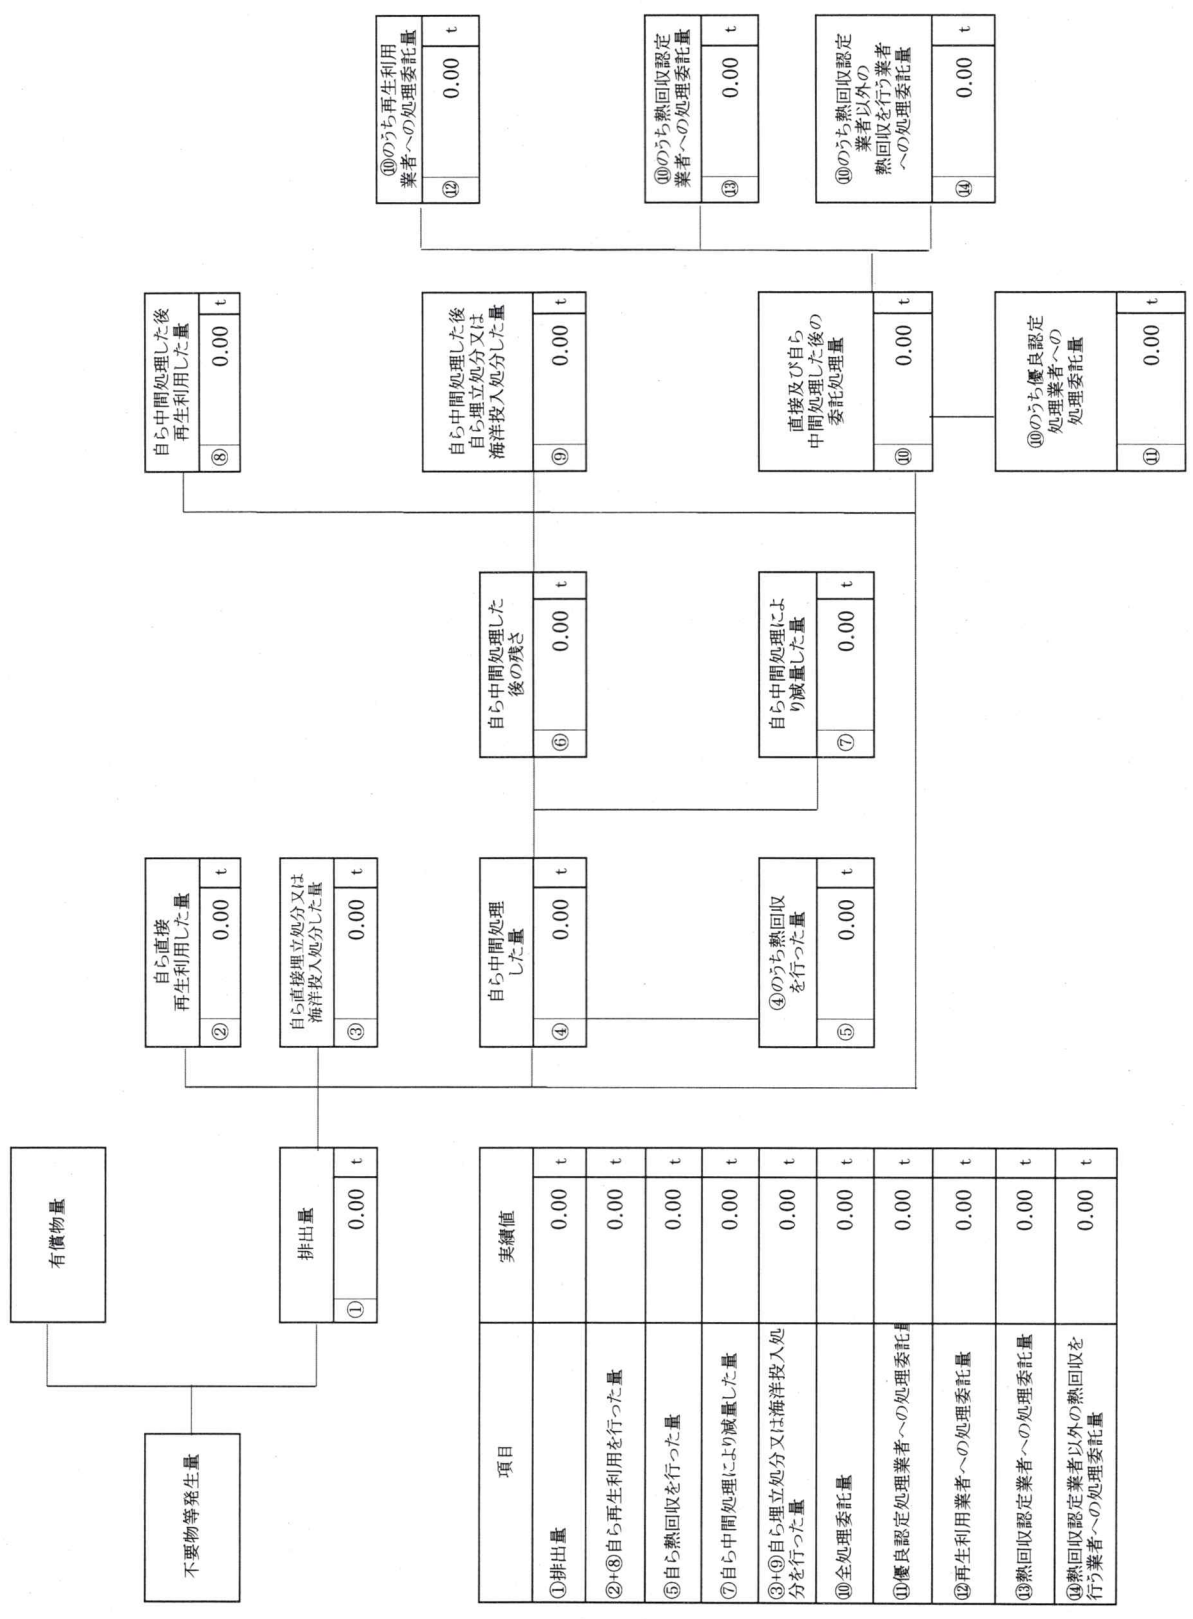 不要物等発生量
有償物量
排出量
① 0.00 t
自ら直接
再生利用した量
② 0.00 t
自ら直接埋立処分又は
海洋投入処分した量
③ 0.00 t
自ら中間処理
した量
④ 0.00 t
④のうち熱回収
を行った量
⑤ 0.00 t
自ら中間処理した
後の残さ
⑥ 0.00 t
自ら中間処理によ
り減量した量
⑦ 0.00 t
自ら中間処理した後
再生利用した量
⑧ 0.00 t
自ら中間処理した後
自ら埋立処分又は
海洋投入処分した量
⑨ 0.00 t
直接及び自ら
中間処理した後の
委託処理量
⑩ 0.00 t
⑩のうち優良認定
処理業者への
処理委託量
⑪ 0.00 t
⑩のうち再生利用
業者への処理委託量
⑫ 0.00 t
⑩のうち熱回収認定
業者への処理委託量
⑬ 0.00 t
⑩のうち熱回収認定
業者以外の
熱回収を行う業者
への処理委託量
⑭ 0.00 t
項目 実績値
①排出量 0.00 t
②+⑧自ら再生利用を行った量 0.00 t
⑤自ら熱回収を行った量 0.00 t
⑦自ら中間処理により減量した量 0.00 t
③+⑨自ら埋立処分又は海洋投入処
分を行った量 0.00 t
⑩全処理委託量 0.00 t
⑪優良認定処理業者への処理委託量 0.00 t
⑫再生利用業者への処理委託量 0.00 t
⑬熱回収認定業者への処理委託量 0.00 t
⑭熱回収認定業者以外の熱回収を
行う業者への処理委託量 0.00 t